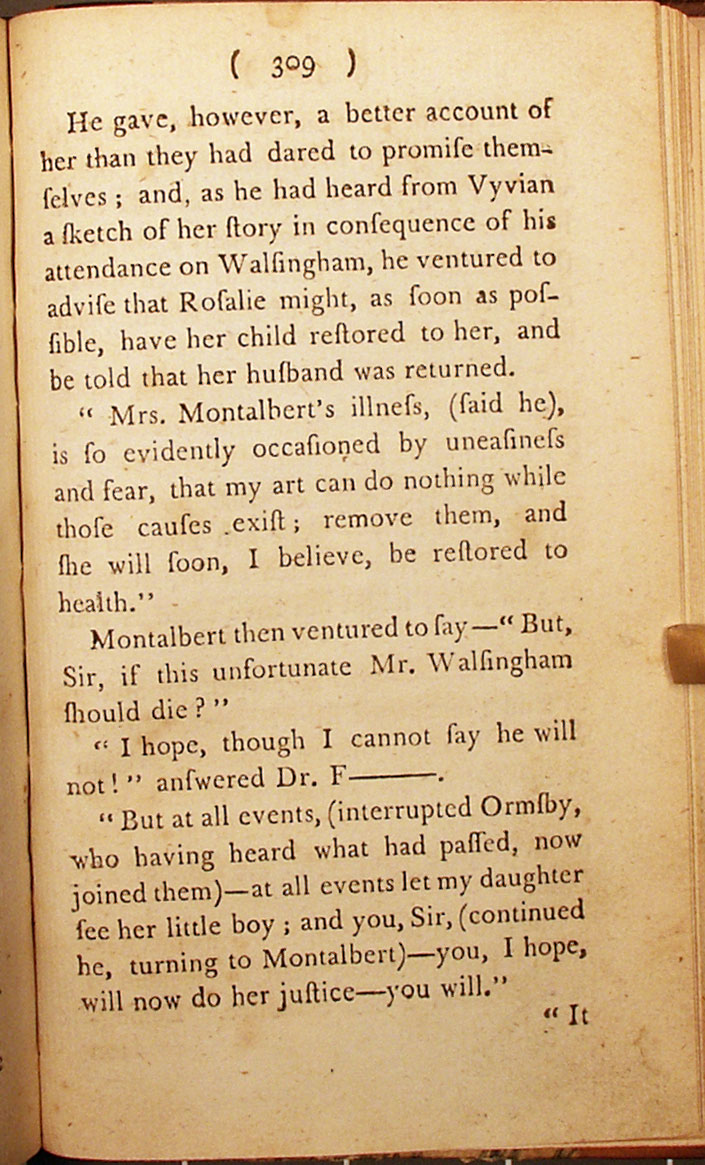 ( 309 )
He gave, however, a better account of
her than they had dared to promiſe them-
ſelves ; and, as he had heard from Vyvian
a ſketch of her ſtory in conſequence of his
attendance on Walſingham, he ventured to
adviſe that Roſalie might, as ſoon as poſ-
ſible, have her child reſtored to her, and
be told that her huſband was returned.
“ Mrs. Montalbert’s illneſs, (ſaid he),
is ſo evidently occaſioned by uneaſineſs
and fear, that my art can do nothing while
thoſe cauſes exiſt ; remove them, and
ſhe will ſoon, I believe, be reſtored to
health.”
Montalbert then ventured to ſay—“ But,
Sir, if this unfortunate Mr. Walſingham
ſhould die ? ”
“ I hope, though I cannot ſay he will
not ! ” anſwered Dr. F———.
“ But at all events, (interrupted Ormſby,
who having heard what had paſſed, now
joined them)—at all events let my daughter
ſee her little boy ; and you, Sir, (continued
he, turning to Montalbert)—you, I hope,
will now do her juſtice—you will.”
“ It